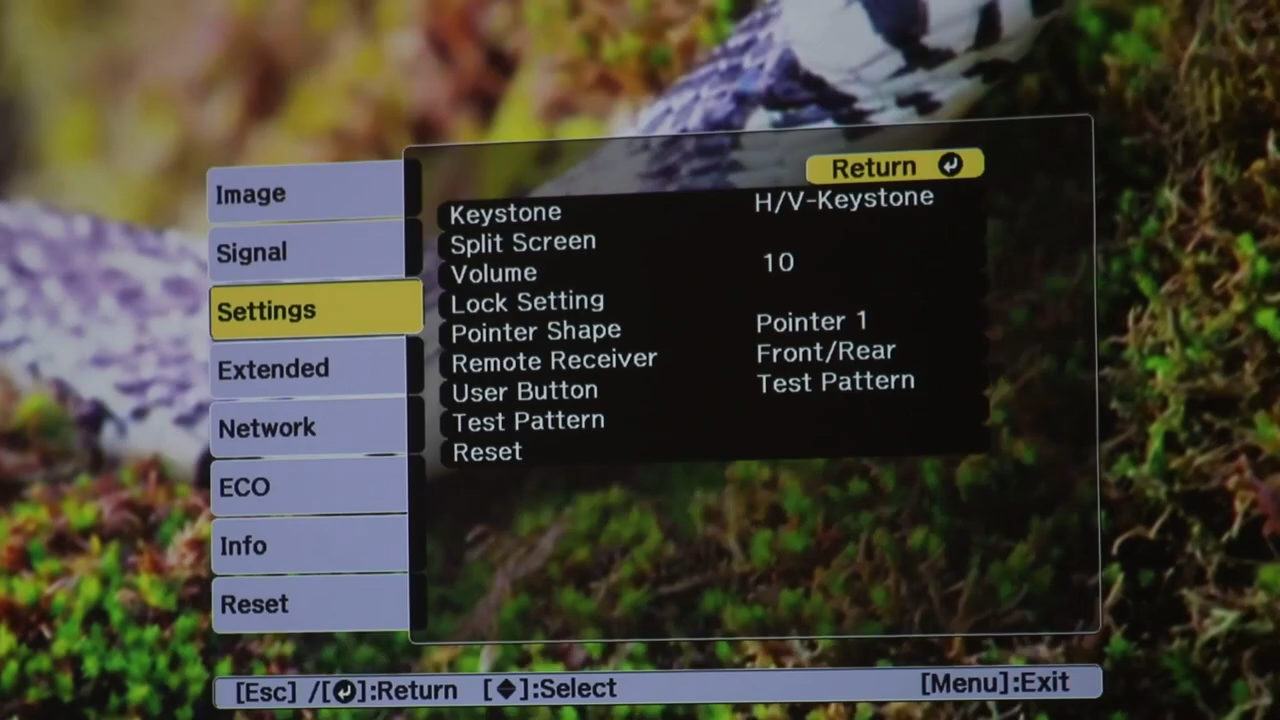 Image
Signal
Settings
Extended
Network
ECO
Info
Reset
Return
Keystone H/V-Keystone
Split Screen
Volume 10
Lock Setting
Pointer Shape Pointer 1
Remote Receiver Front/Rear
User Button Test Pattern
Test Pattern
Reset
[Esc] /[⏎]:Return [◆]:Select [Menu]:Exit